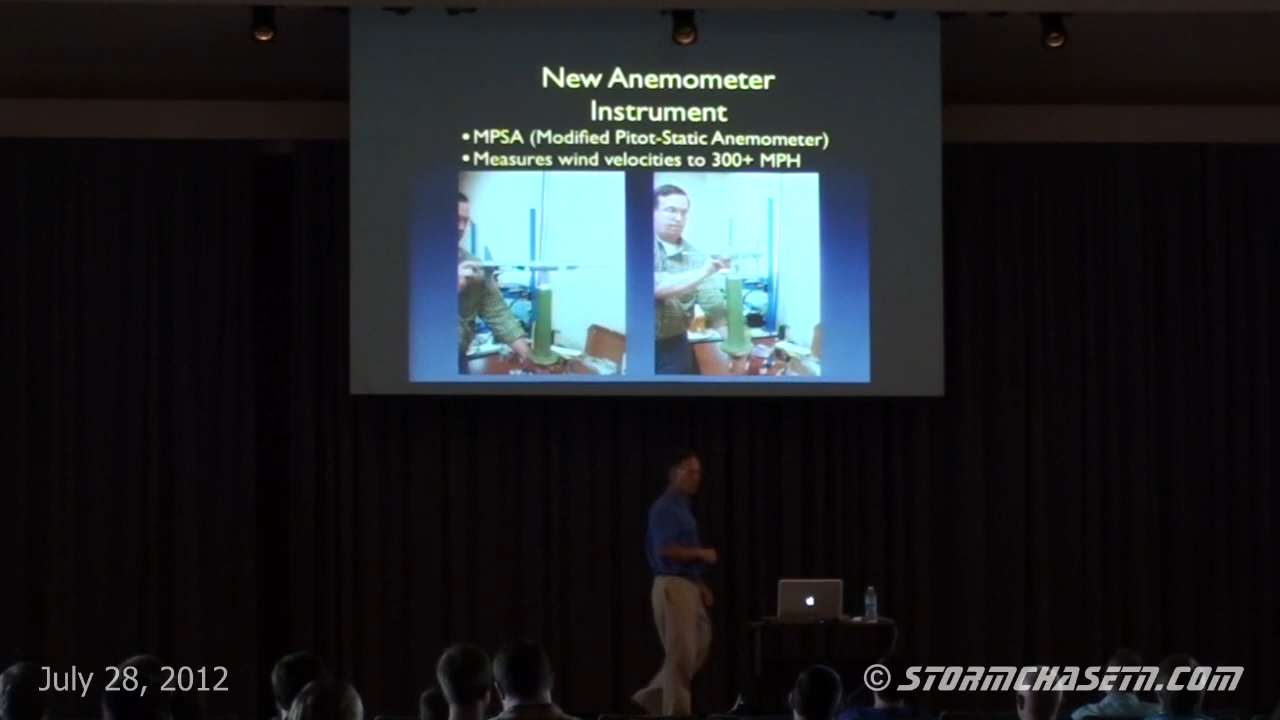 New Anemometer
Instrument
• MPSA (Modified Pitot-Static Anemometer)
• Measures wind velocities to 300+ MPH
July 28, 2012
© STORMCHASETN.COM